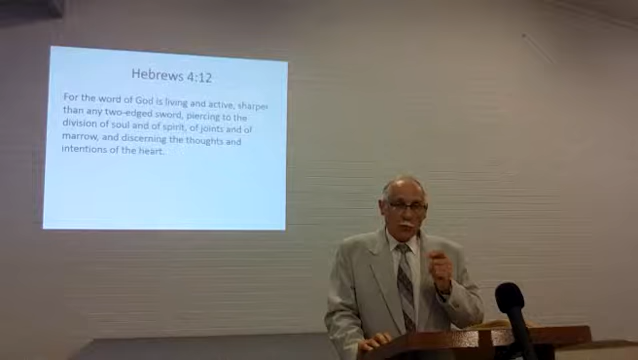 Hebrews 4:12
For the word of God is living and active, sharper
than any two-edged sword, piercing to the
division of soul and of spirit, of joints and of
marrow, and discerning the thoughts and
intentions of the heart.